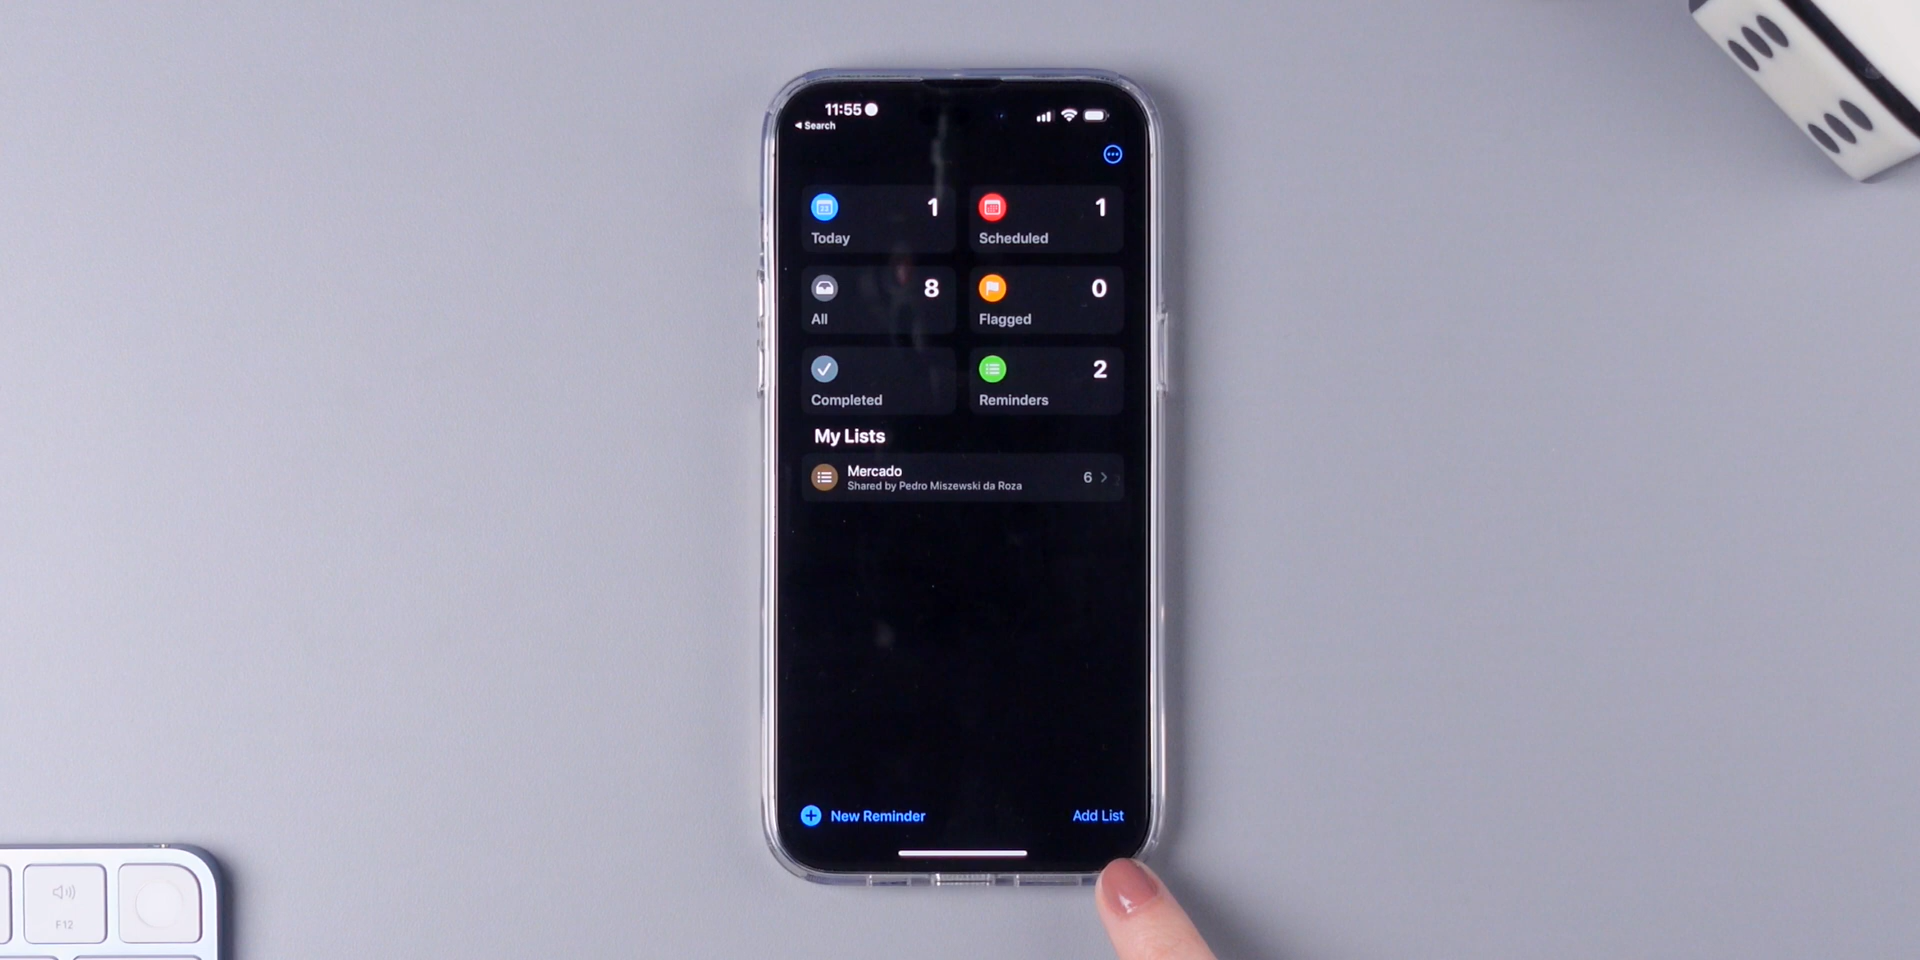 11:55
Search
1
Today
1
Scheduled
8
All
0
Flagged
Completed
2
Reminders
My Lists
Mercado
Shared by Pedro Miszewski da Roza
6
New Reminder
Add List
F12